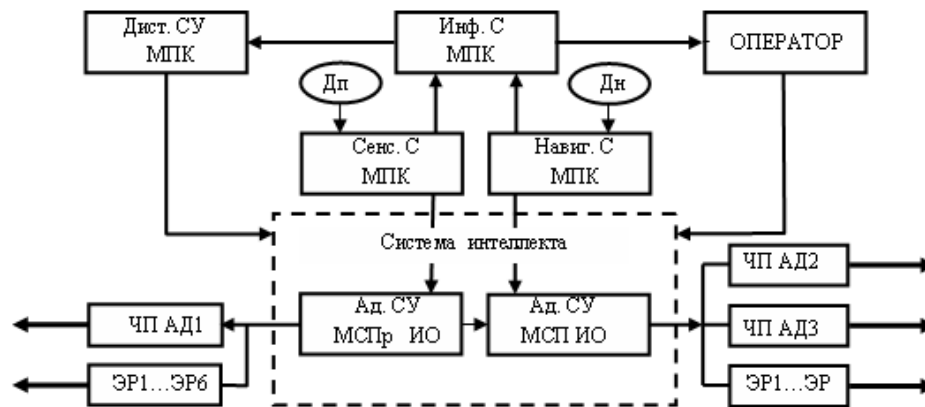 Дист. СУ
МПК
Инф. С
МПК
ОПЕРАТОР
Дп
Дн
Сенс. С
МПК
Навиг. С
МПК
Система интеллекта
ЧП АД2
Ад. СУ
МСПр ИО
Ад. СУ
МСП ИО
ЧП АД1
ЧП АД3
ЭР1...ЭР6
ЭР1...ЭР